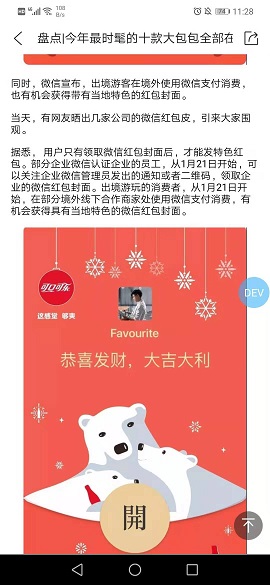 108
B/s
11:28
盘点|今年最时髦的十款大包包全部在
同时，微信宣布，出境游客在境外使用微信支付消费，
也有机会获得带有当地特色的红包封面。
当天，有网友晒出几家公司的微信红包皮，引来大家围
观。
据悉， 用户只有领取微信红包封面后，才能发特色红
包。部分企业微信认证企业的员工，从1月21日开始，可
以关注企业微信管理员发出的通知或者二维码，领取企
业的微信红包封面。出境游玩的消费者，从1月21日开
始，在部分境外线下合作商家处使用微信支付消费，有
机会获得具有当地特色的微信红包封面。
可口可乐
这感觉 够爽
DEV
Favourite
恭喜发财，大吉大利
開